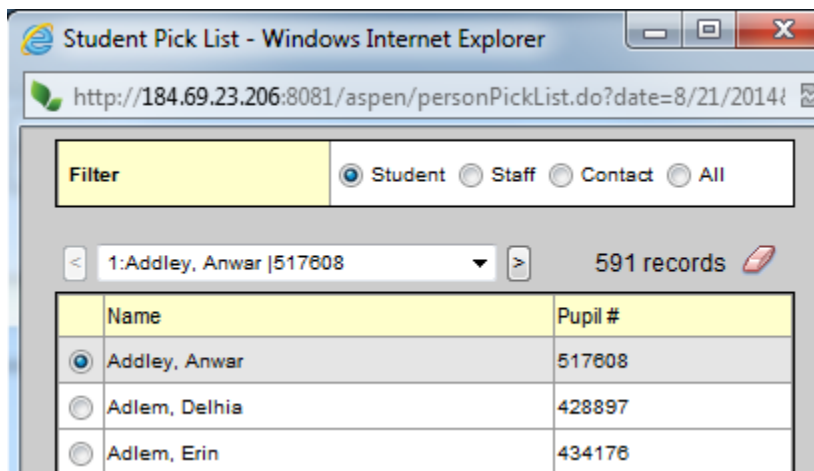 Student Pick List - Windows Internet Explorer
http://184.69.23.206:8081/aspen/personPickList.do?date=8/21/2014&
Filter Student Staff Contact All
< 1:Addley, Anwar |517608 > 591 records
Name Pupil #
Addley, Anwar 517608
Adlem, Delhia 428897
Adlem, Erin 434176